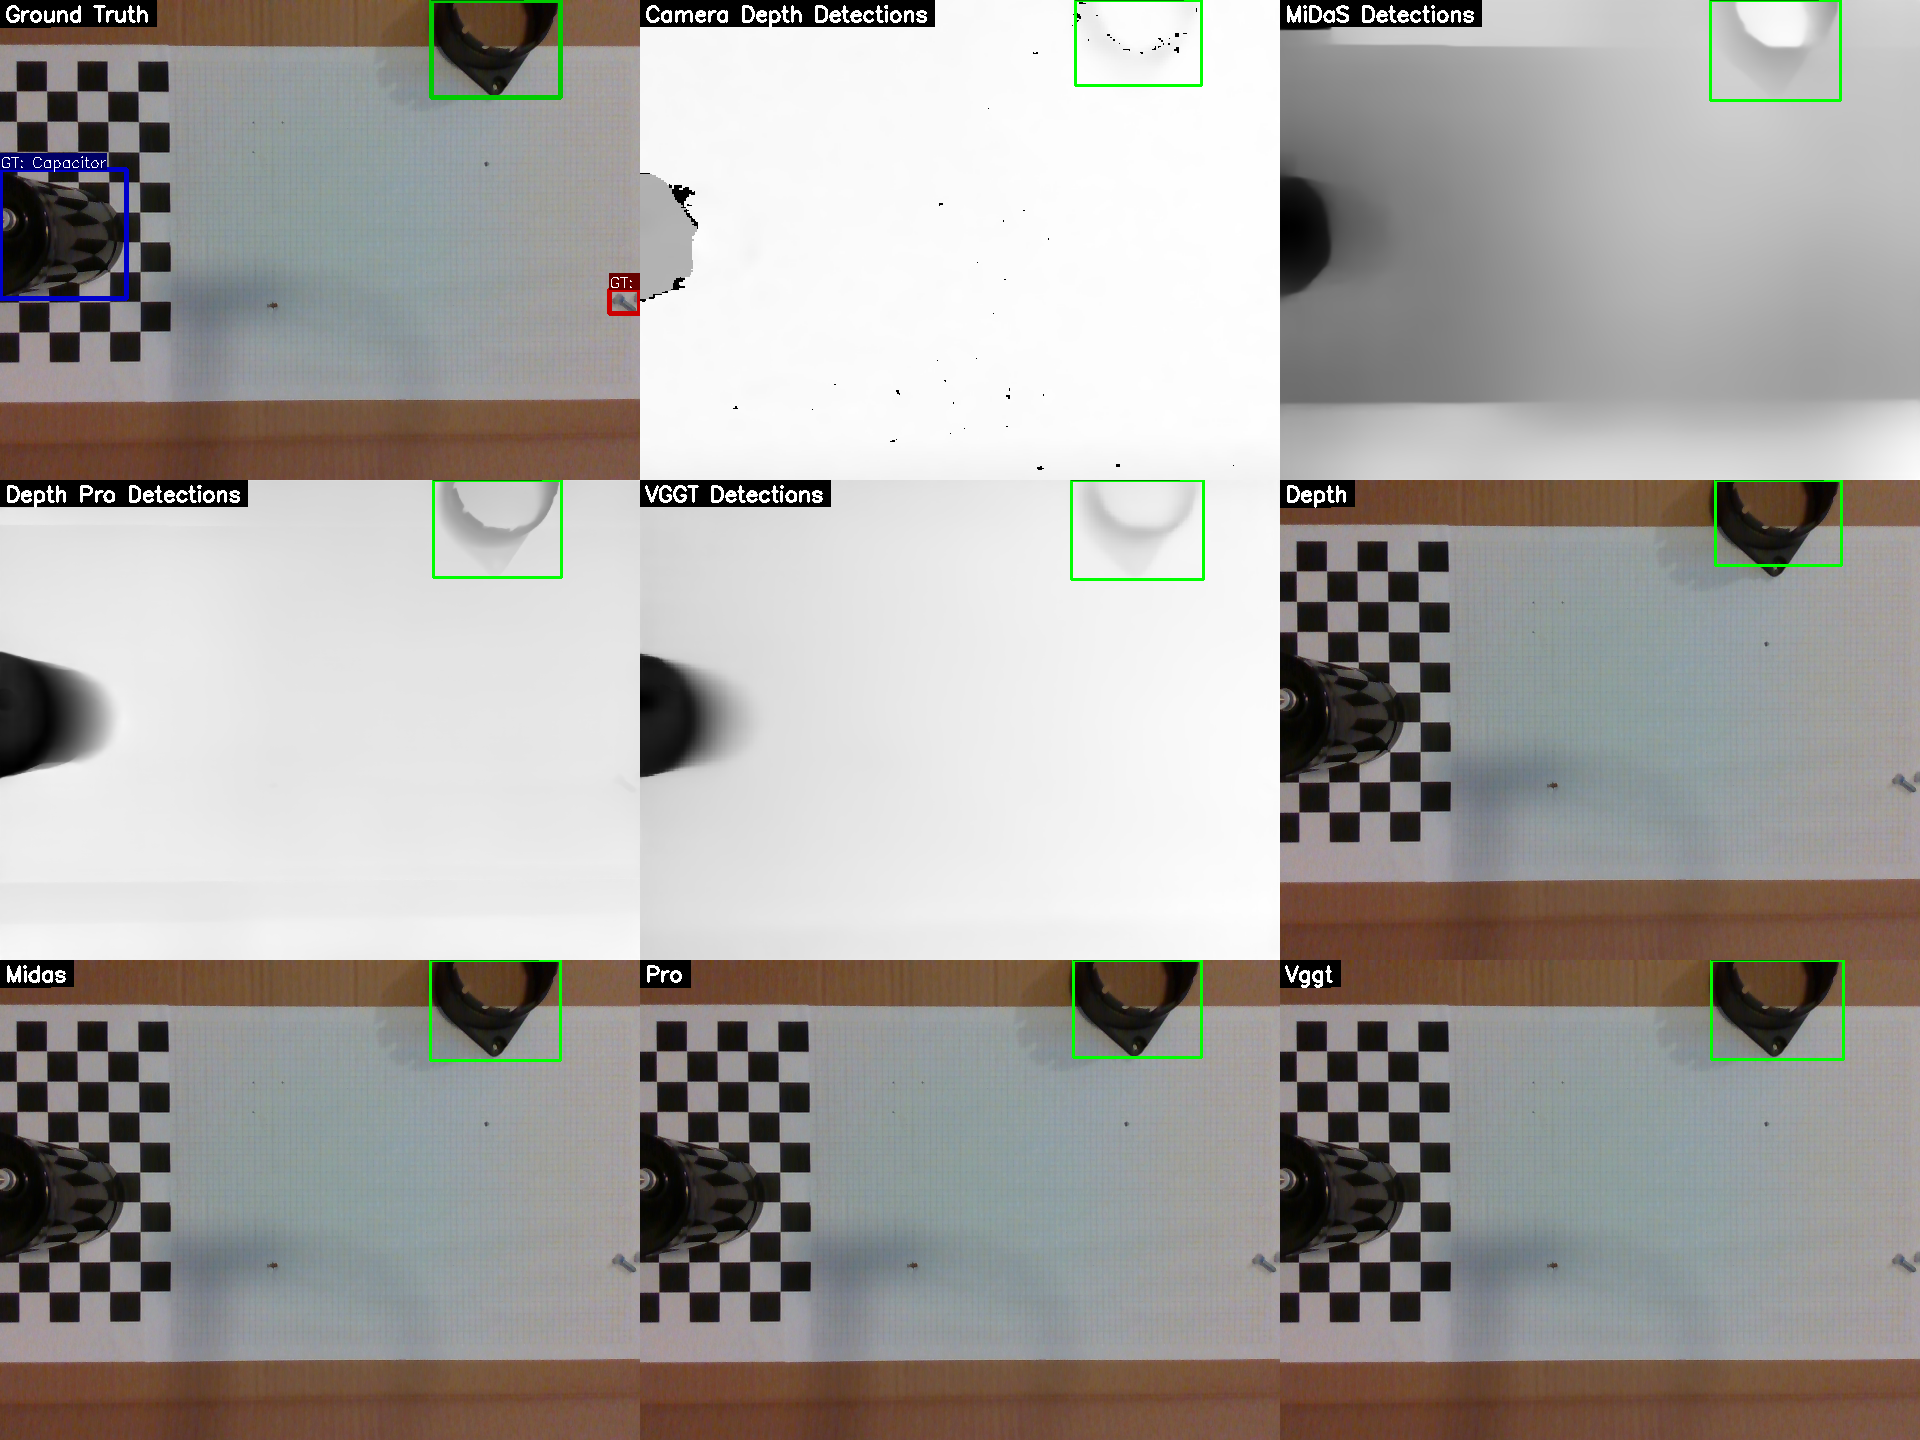 Ground Truth
Camera Depth Detections
MiDaS Detections
GT: Capacitor
GT:
Depth Pro Detections
VGGT Detections
Depth
Midas
Pro
Vggt